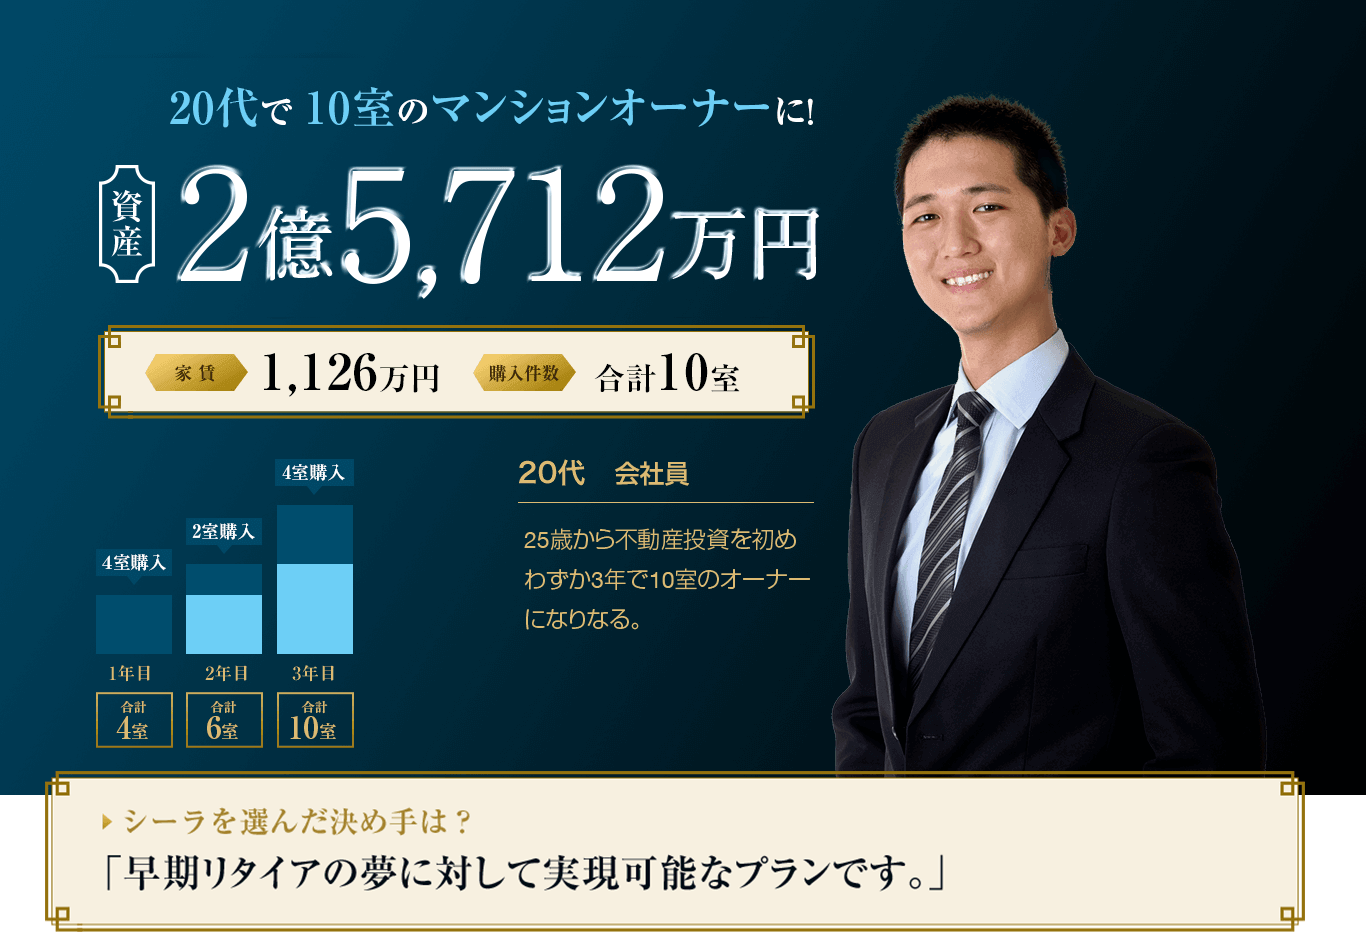 20代で10室のマンションオーナーに!
資産
2億5,712万円
家賃 1,126万円 購入件数 合計10室
4室購入
2室購入
4室購入
1年目 2年目 3年目
合計 合計 合計
4室 6室 10室
20代 会社員
25歳から不動産投資を初め
わずか3年で10室のオーナー
になりなる。
シーラを選んだ決め手は？
「早期リタイアの夢に対して実現可能なプランです。」